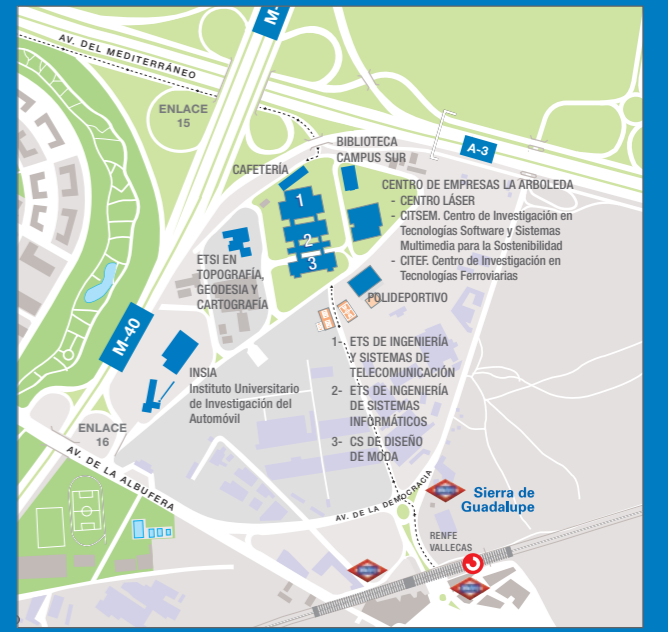 M-
AV. DEL MEDITERRÁNEO
ENLACE
15
A-3
BIBLIOTECA
CAMPUS SUR
CAFETERÍA
CENTRO DE EMPRESAS LA ARBOLEDA
- CENTRO LÁSER
- CITSEM. Centro de Investigación en
Tecnologías Software y Sistemas
Multimedia para la Sostenibilidad
- CITEF. Centro de Investigación en
Tecnologías Ferroviarias
1
2
3
ETSI EN
TOPOGRAFÍA,
GEODESIA Y
CARTOGRAFÍA
POLIDEPORTIVO
M-40
1- ETS DE INGENIERÍA
Y SISTEMAS DE
TELECOMUNICACIÓN
2- ETS DE INGENIERÍA
DE SISTEMAS
INFORMÁTICOS
3- CS DE DISEÑO
DE MODA
INSIA
Instituto Universitario
de Investigación del
Automóvil
ENLACE
16
AV. DE LA ALBUFERA
AV. DE LA DEMOCRACIA
Sierra de
Guadalupe
RENFE
VALLECAS